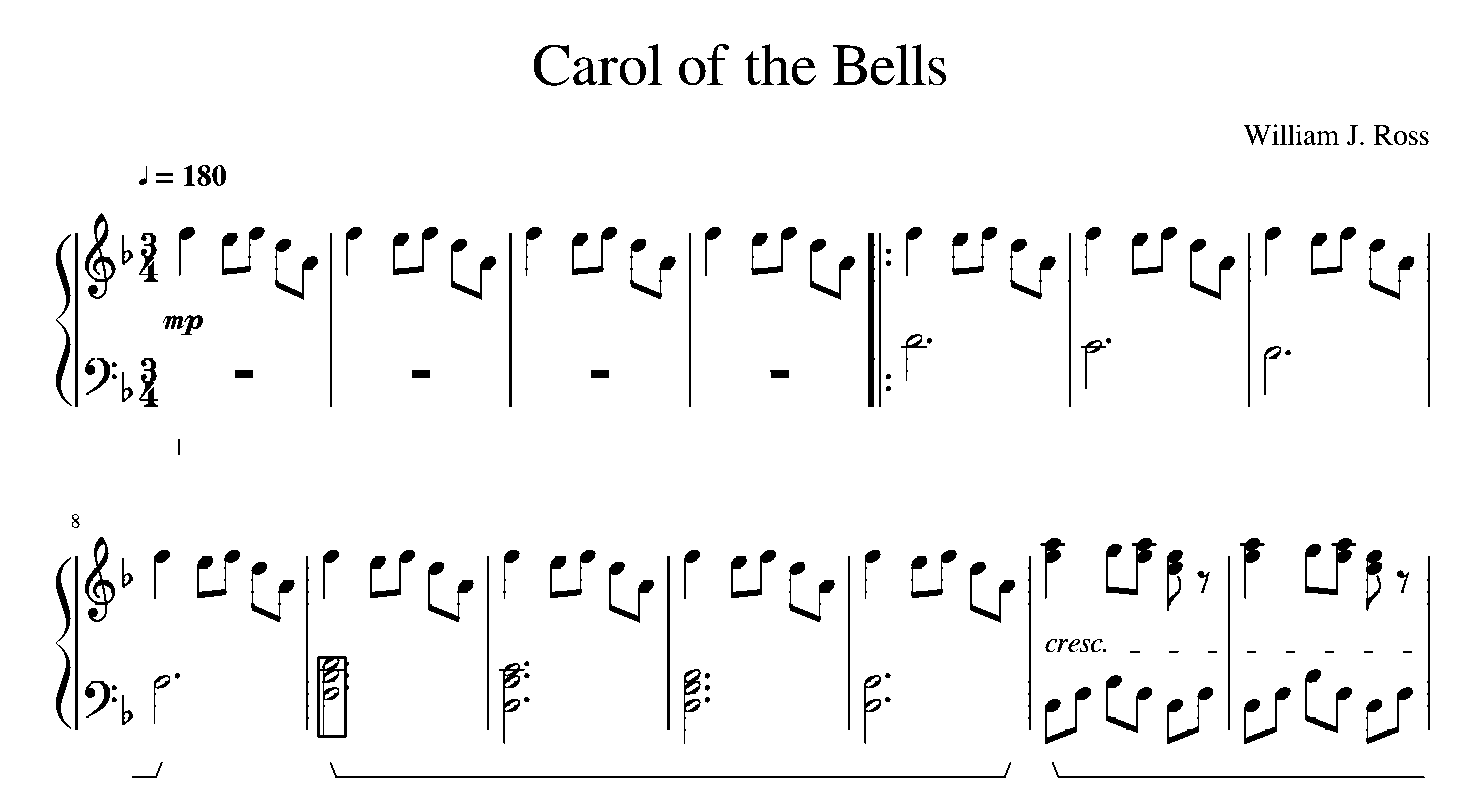 Carol of the Bells
William J. Ross
♩ = 180
3
4
mp
3
4
8
cresc.